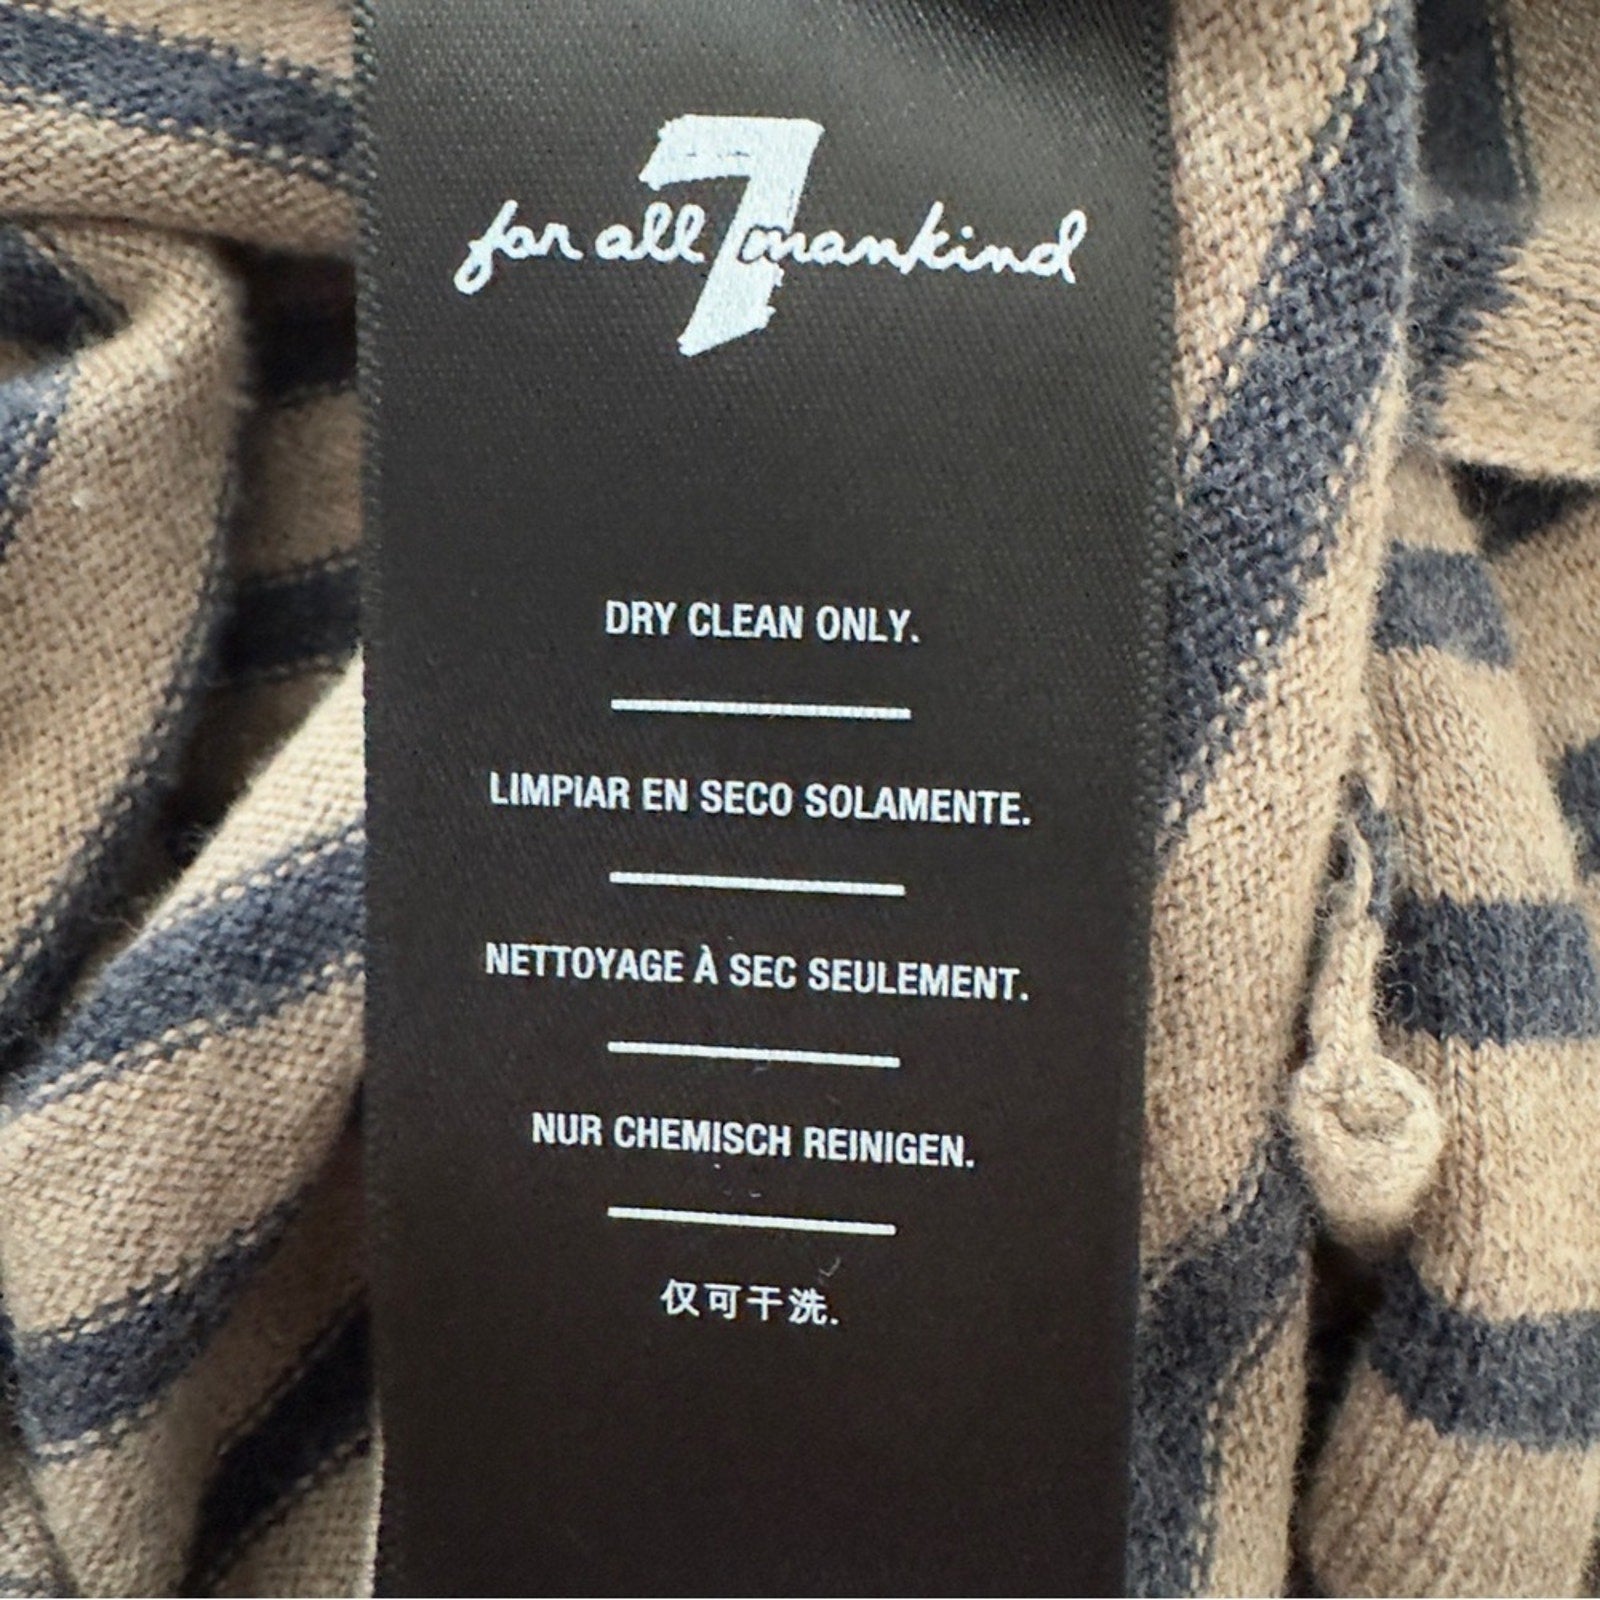 7
for all mankind
DRY CLEAN ONLY.
LIMPIAR EN SECO SOLAMENTE.
NETTOYAGE À SEC SEULEMENT.
NUR CHEMISCH REINIGEN.
仅可干洗.